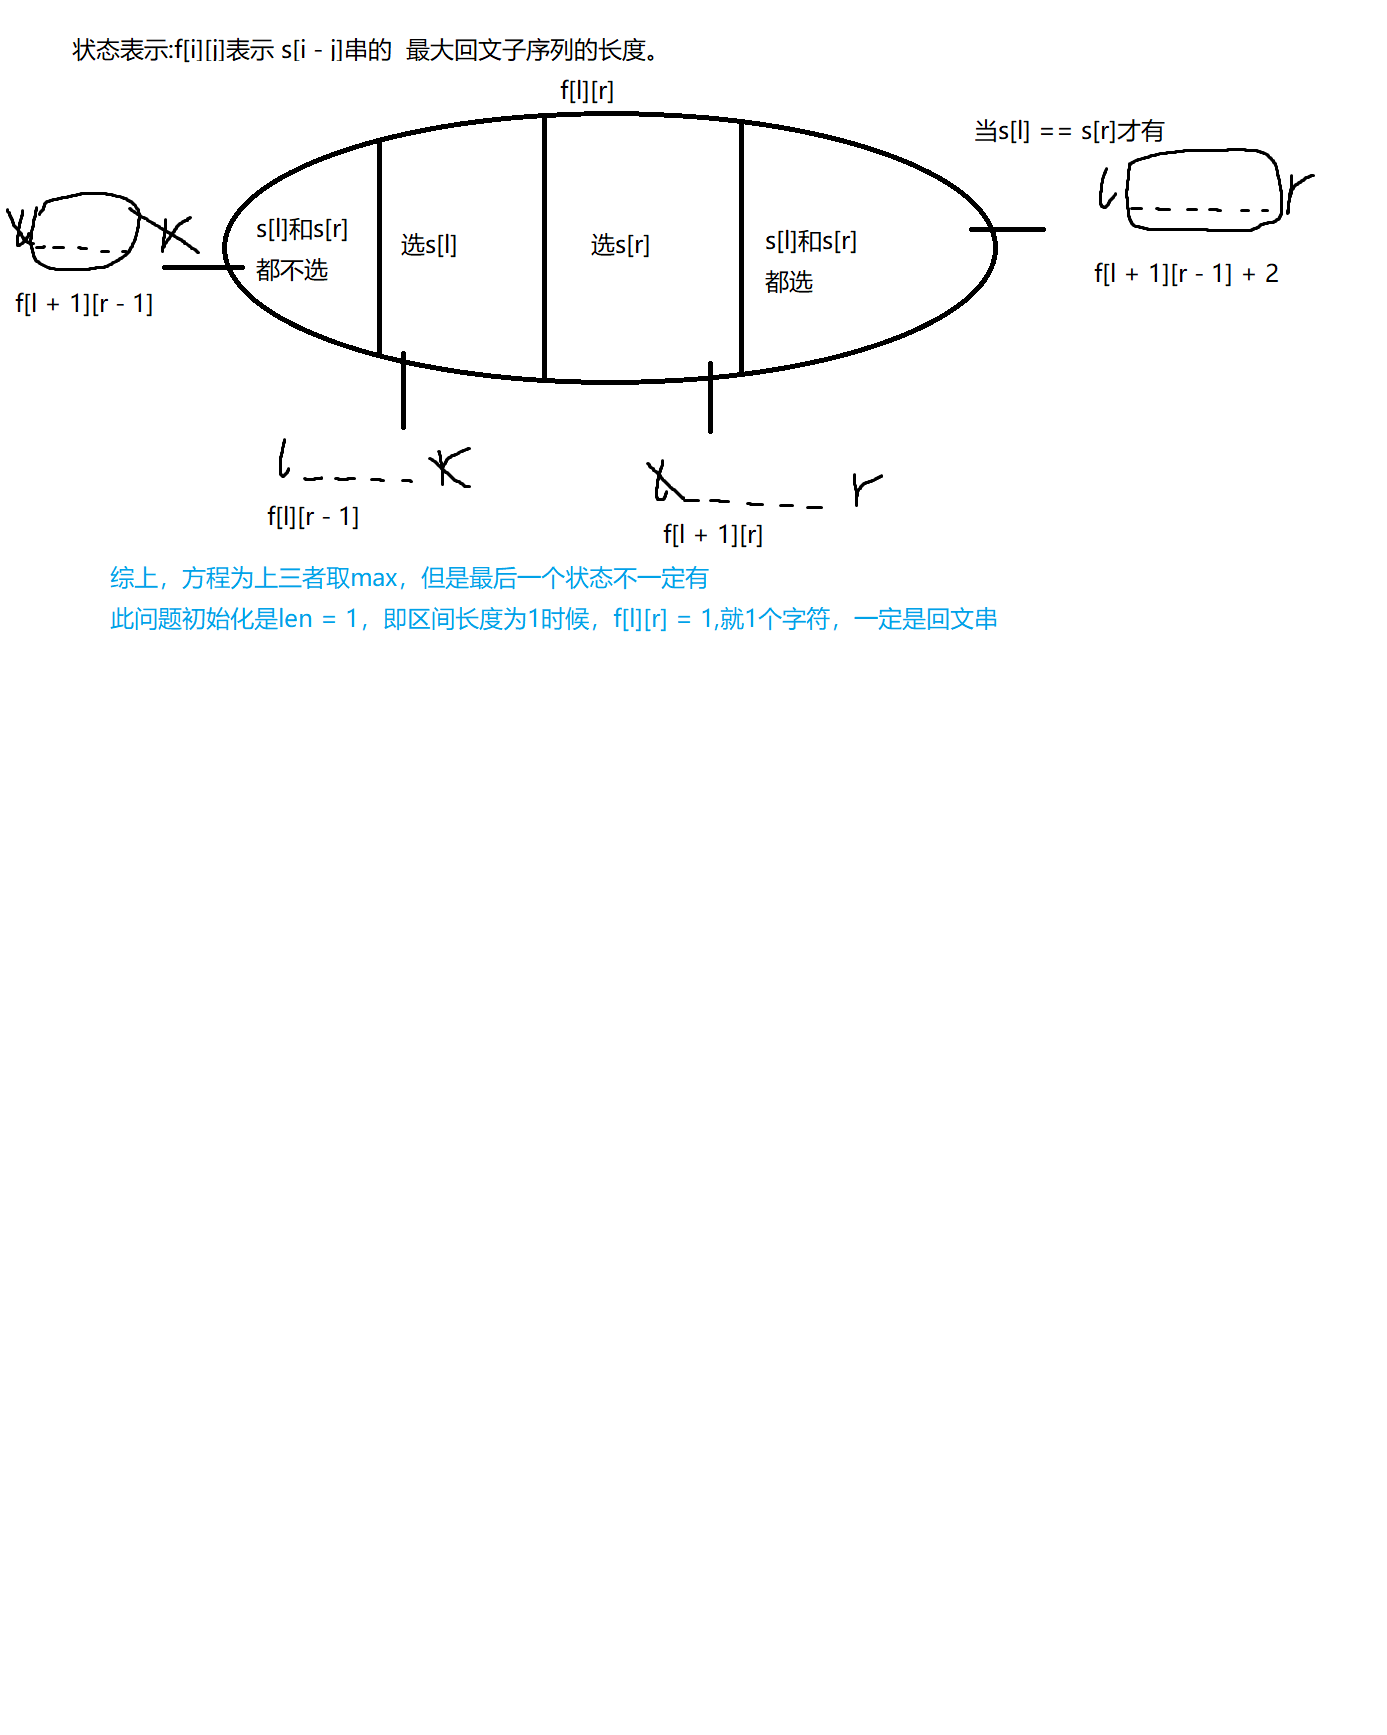 状态表示:f[i][j]表示 s[i - j]串的  最大回文子序列的长度。
f[l][r]
当s[l] == s[r]才有
l r
l r
s[l]和s[r]
都不选
选s[l]
选s[r]
s[l]和s[r]
都选
f[l + 1][r - 1] + 2
f[l + 1][r - 1]
l r
l r
f[l][r - 1]
f[l + 1][r]
综上，方程为上三者取max，但是最后一个状态不一定有
此问题初始化是len = 1，即区间长度为1时候，f[l][r] = 1,就1个字符，一定是回文串